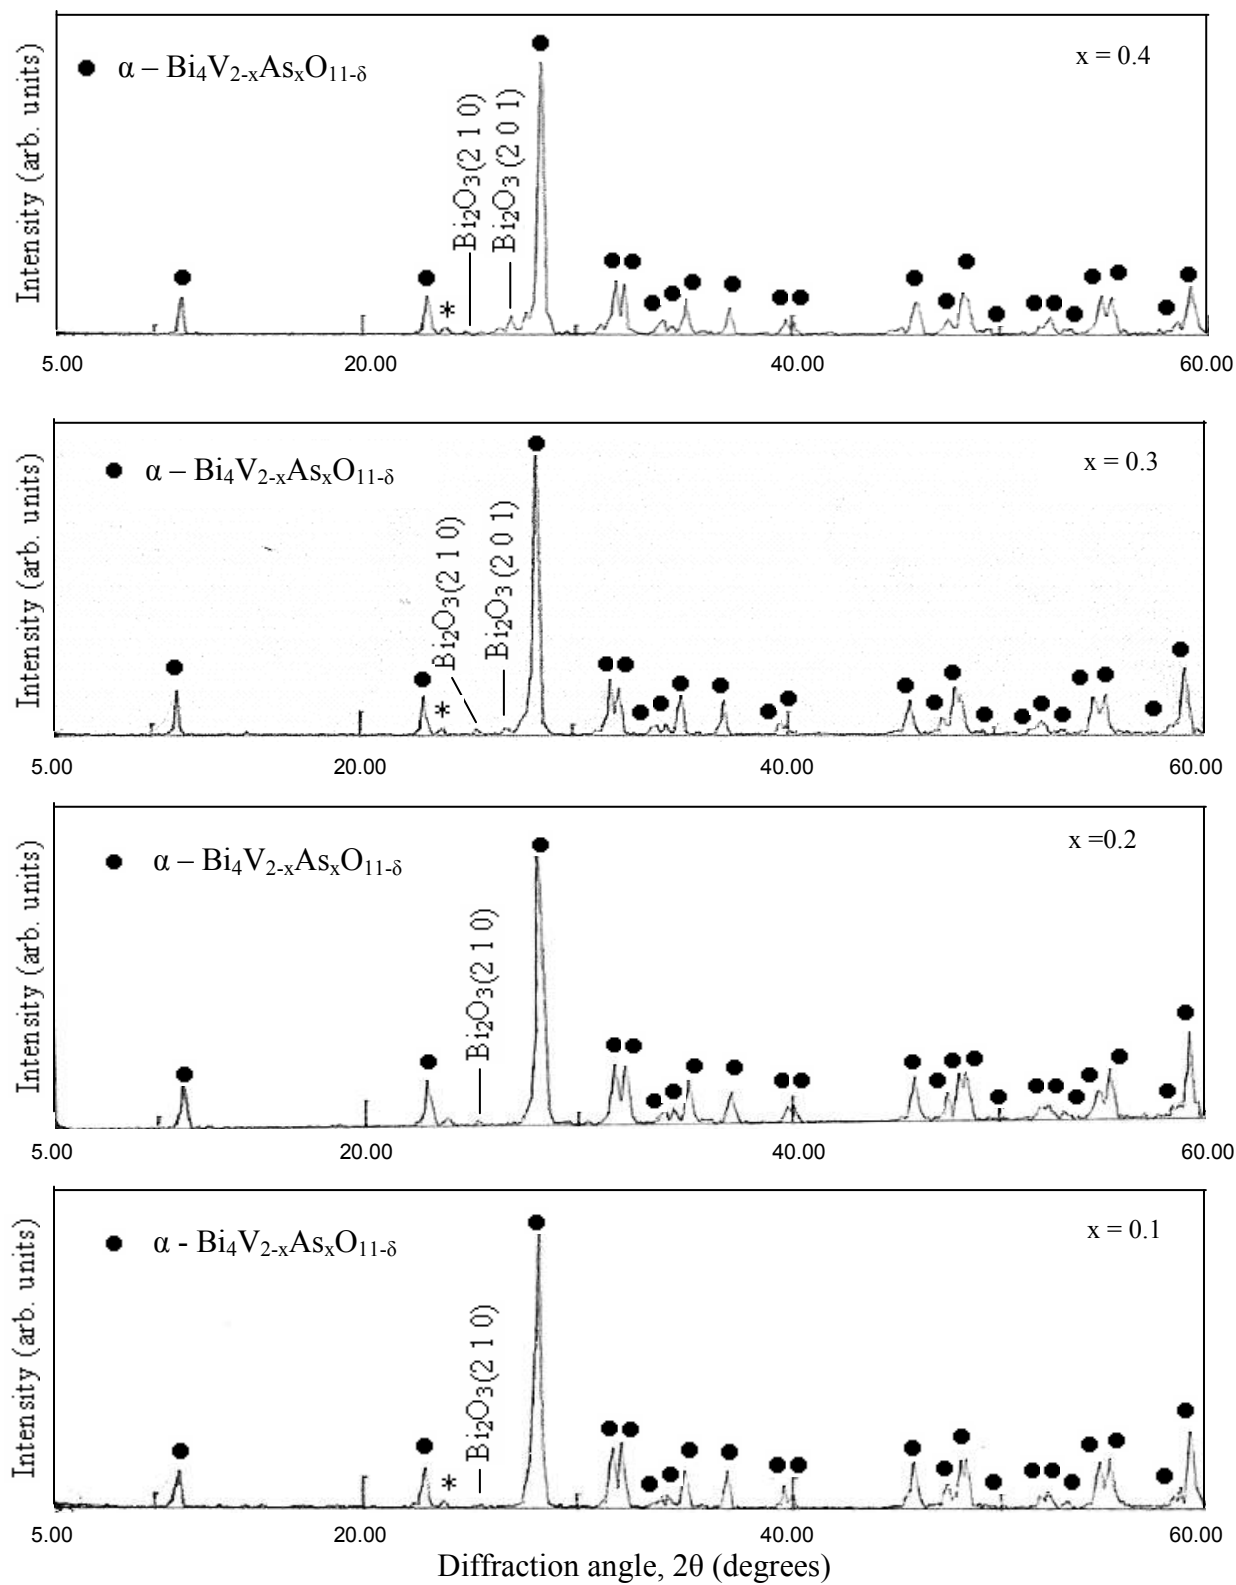 Intensity (arb. units)
● α – Bi₄V₂₋ₓAsₓO₁₁₋δ
x = 0.4
Bi₂O₃(2 1 0)
Bi₂O₃ (2 0 1)
*
5.00 20.00 40.00 60.00
Intensity (arb. units)
● α – Bi₄V₂₋ₓAsₓO₁₁₋δ
x = 0.3
Bi₂O₃(2 1 0)
Bi₂O₃ (2 0 1)
*
5.00 20.00 40.00 60.00
Intensity (arb. units)
● α – Bi₄V₂₋ₓAsₓO₁₁₋δ
x =0.2
Bi₂O₃(2 1 0)
5.00 20.00 40.00 60.00
Intensity (arb. units)
● α - Bi₄V₂₋ₓAsₓO₁₁₋δ
x = 0.1
Bi₂O₃(2 1 0)
*
5.00 20.00 40.00 60.00
Diffraction angle, 2θ (degrees)